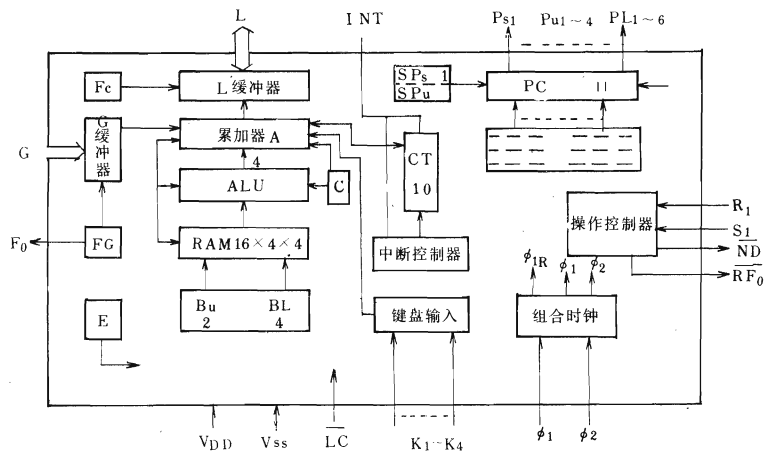 L
INT
Ps1
Pu1~4
PL1~6
Fc
L缓冲器
SPs 1
SPu
PC 11
G
缓冲器
累加器A
CT
10
G
4
ALU
C
R1
操作控制器
S1
F0
FG
RAM16×4×4
中断控制器
ND
RF0
ϕ1R
ϕ1
ϕ2
E
Bu
2
BL
4
键盘输入
组合时钟
VDD
Vss
LC
K1~K4
ϕ1
ϕ2